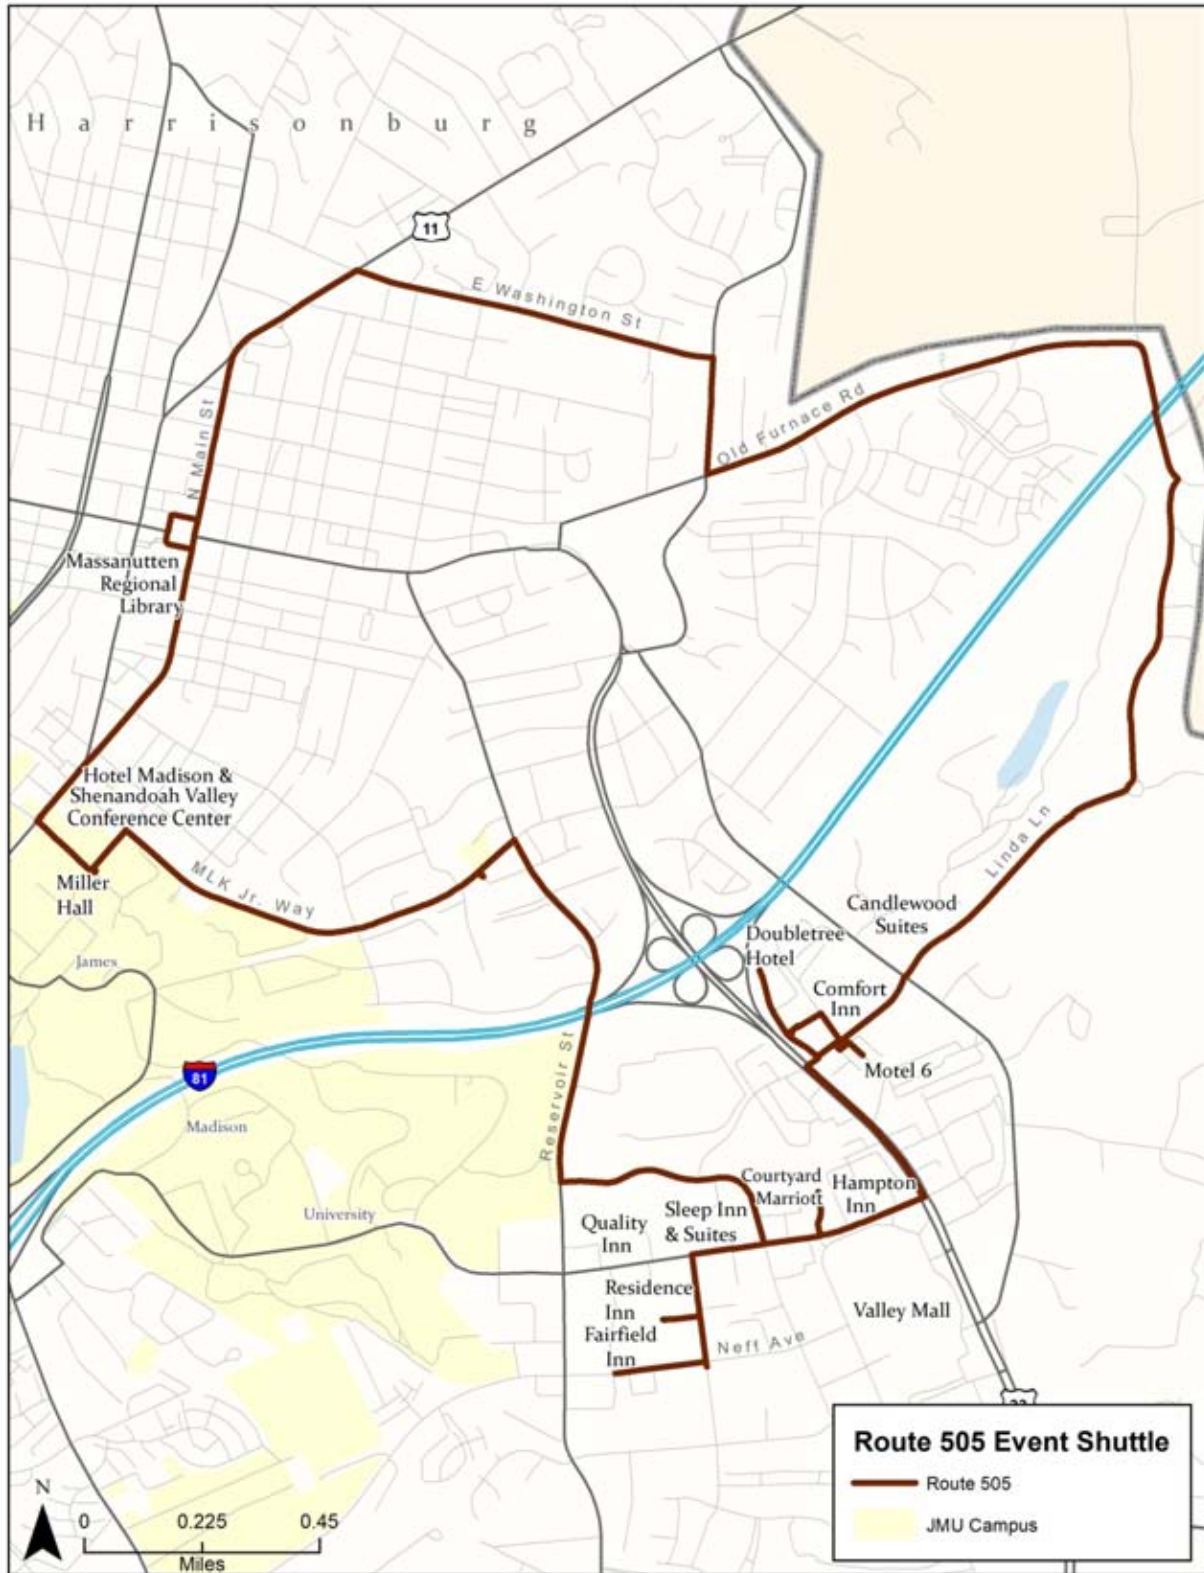 Harrisonburg
11
E Washington St
Old Furnace Rd
N Main St
Massanutten
Regional
Library
Hotel Madison &
Shenandoah Valley
Conference Center
Miller
Hall
MLK Jr. Way
James
Linda Ln
Candlewood
Suites
Doubletree
Hotel
Comfort
Inn
Motel 6
81
Madison
Reservoir St
University
Courtyard
Marriott
Hampton
Inn
Sleep Inn
& Suites
Quality
Inn
Residence
Inn
Fairfield
Inn
Valley Mall
Neff Ave
Route 505 Event Shuttle
Route 505
JMU Campus
N
0 0.225 0.45
Miles